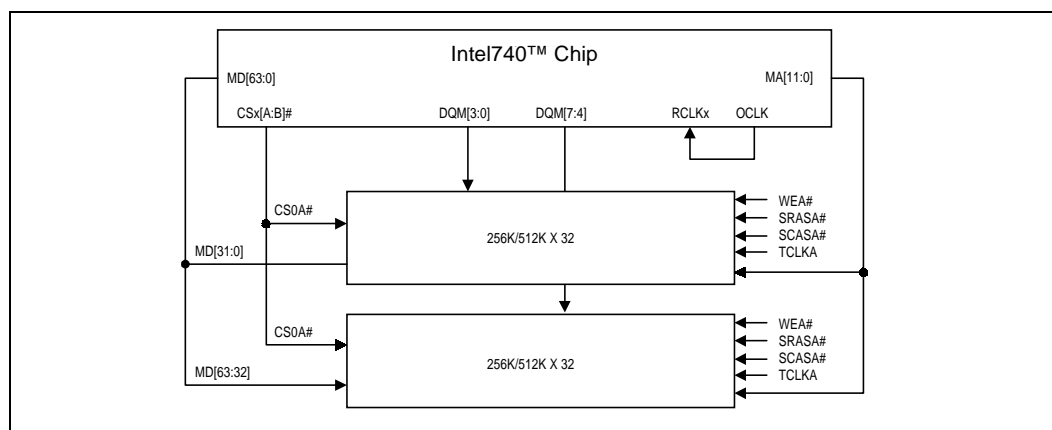 Intel740™ Chip
MD[63:0]
MA[11:0]
CSx[A:B]#
DQM[3:0]
DQM[7:4]
RCLKx
OCLK
CS0A#
256K/512K X 32
WEA#
SRASA#
SCASA#
TCLKA
MD[31:0]
CS0A#
256K/512K X 32
WEA#
SRASA#
SCASA#
TCLKA
MD[63:32]